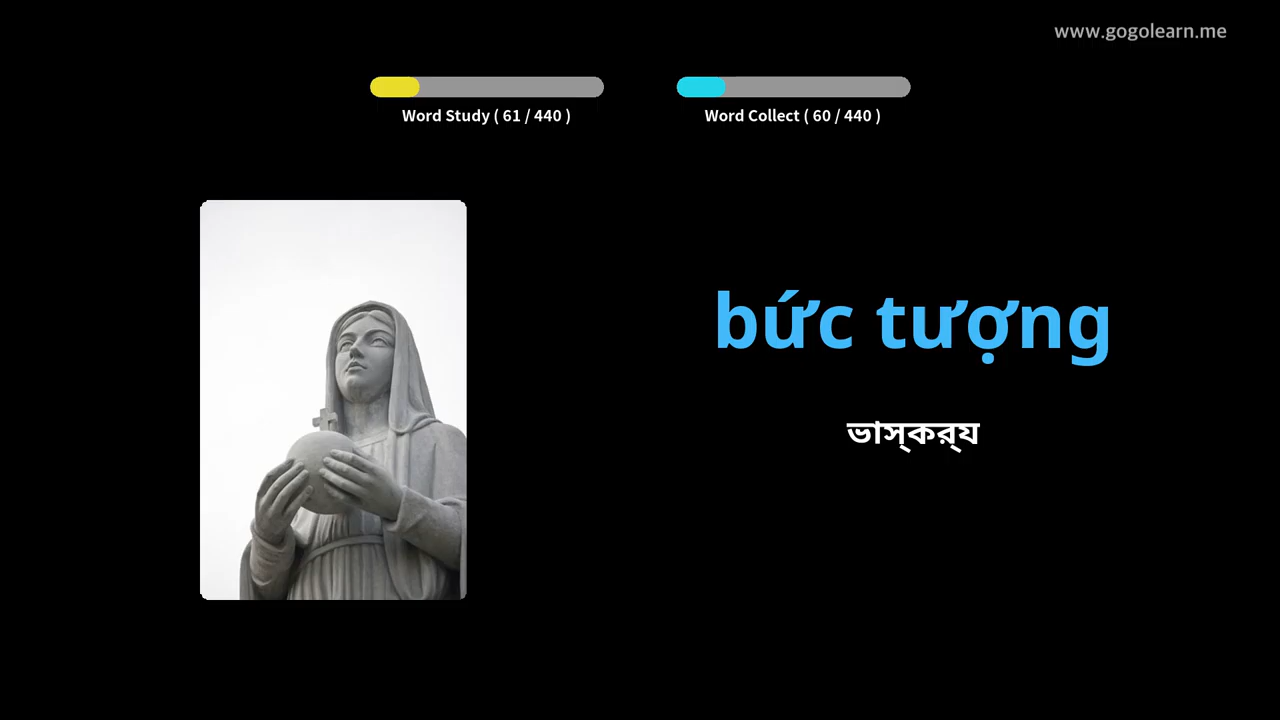 www.gogolearn.me
Word Study ( 61 / 440 )
Word Collect ( 60 / 440 )
bức tượng
ভাস্কর্য